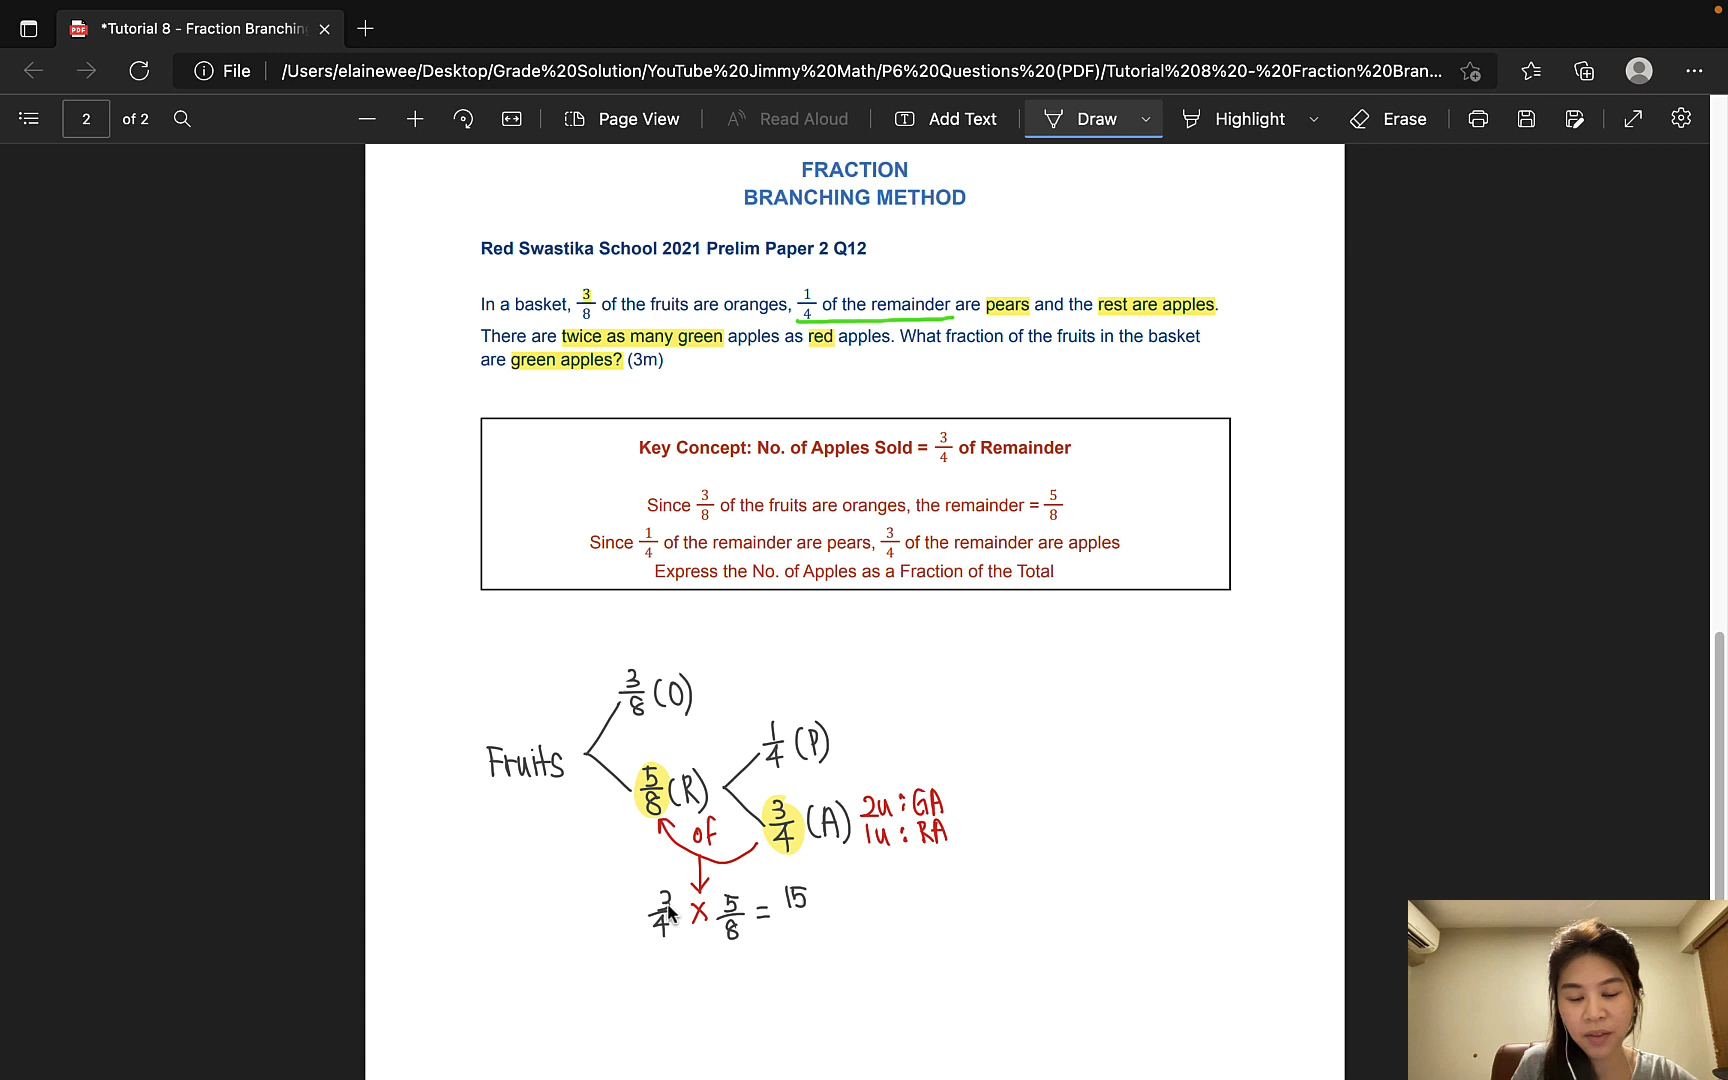 *Tutorial 8 - Fraction Branchin
File /Users/elainewee/Desktop/Grade%20Solution/YouTube%20Jimmy%20Math/P6%20Questions%20(PDF)/Tutorial%208%20-%20Fraction%20Bran...
2 of 2 Page View Read Aloud Add Text Draw Highlight Erase
FRACTION
BRANCHING METHOD
Red Swastika School 2021 Prelim Paper 2 Q12
In a basket, 3/8 of the fruits are oranges, 1/4 of the remainder are pears and the rest are apples.
There are twice as many green apples as red apples. What fraction of the fruits in the basket
are green apples? (3m)
Key Concept: No. of Apples Sold = 3/4 of Remainder
Since 3/8 of the fruits are oranges, the remainder = 5/8
Since 1/4 of the remainder are pears, 3/4 of the remainder are apples
Express the No. of Apples as a Fraction of the Total
3/8 (O)
Fruits
1/4 (P)
5/8 (R)
3/4 (A)
2u : GA
1u : RA
of
3/4 × 5/8 = 15